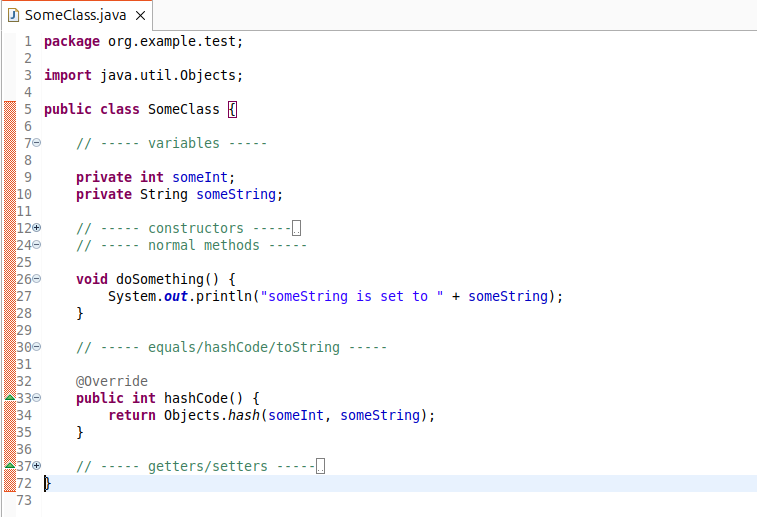 SomeClass.java
1 package org.example.test;
2
3 import java.util.Objects;
4
5 public class SomeClass {
6
7 // ----- variables -----
8
9 private int someInt;
10 private String someString;
11
12 // ----- constructors -----
24 // ----- normal methods -----
25
26 void doSomething() {
27 System.out.println("someString is set to " + someString);
28 }
29
30 // ----- equals/hashCode/toString -----
31
32 @Override
33 public int hashCode() {
34 return Objects.hash(someInt, someString);
35 }
36
37 // ----- getters/setters -----
72 }
73